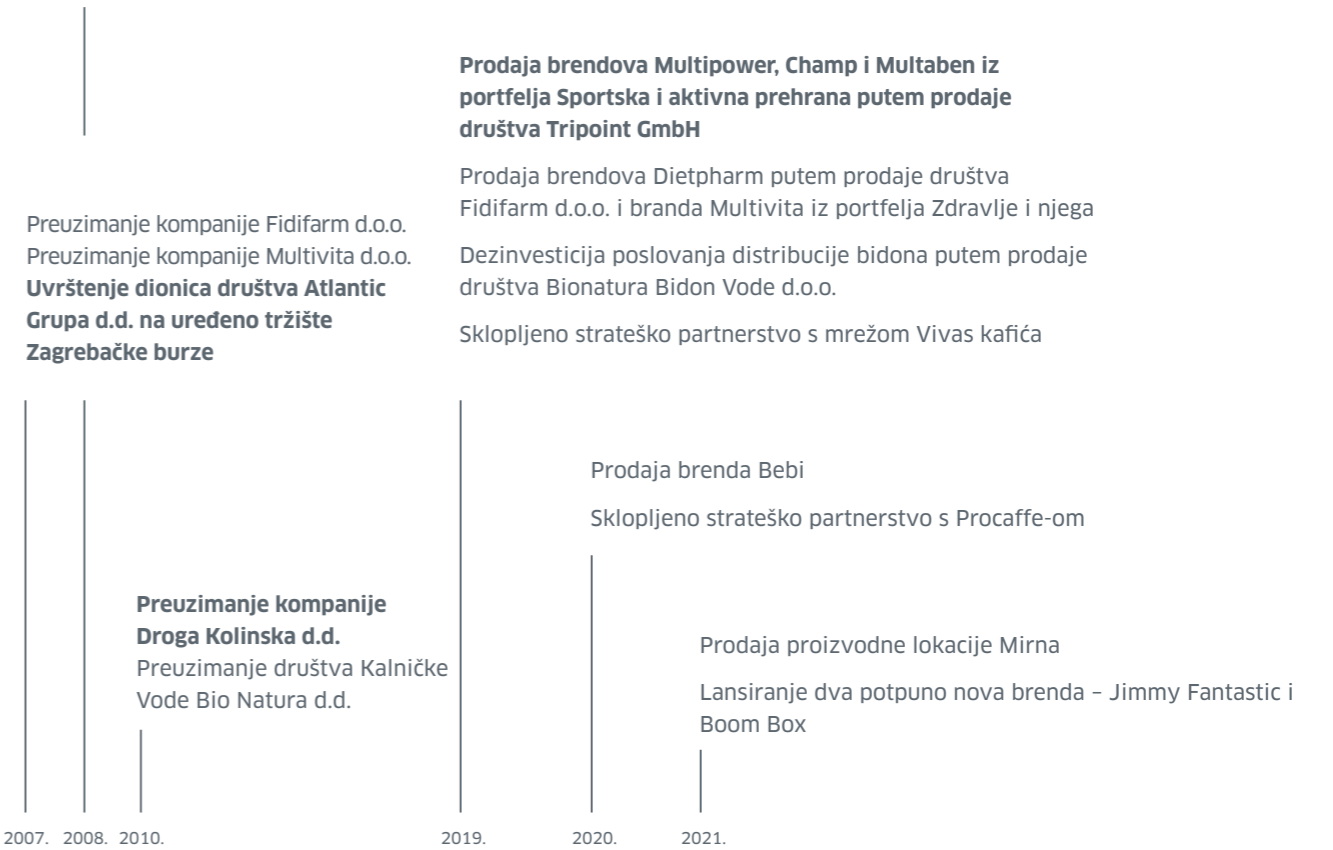 Prodaja brendova Multipower, Champ i Multaben iz
portfelja Sportska i aktivna prehrana putem prodaje
društva Tripoint GmbH
Prodaja brendova Dietpharm putem prodaje društva
Fidifarm d.o.o. i branda Multivita iz portfelja Zdravlje i njega
Dezinvesticija poslovanja distribucije bidona putem prodaje
društva Bionatura Bidon Vode d.o.o.
Sklopljeno strateško partnerstvo s mrežom Vivas kafića
Preuzimanje kompanije Fidifarm d.o.o.
Preuzimanje kompanije Multivita d.o.o.
Uvrštenje dionica društva Atlantic
Grupa d.d. na uređeno tržište
Zagrebačke burze
Prodaja brenda Bebi
Sklopljeno strateško partnerstvo s Procaffe-om
Preuzimanje kompanije
Droga Kolinska d.d.
Preuzimanje društva Kalničke
Vode Bio Natura d.d.
Prodaja proizvodne lokacije Mirna
Lansiranje dva potpuno nova brenda – Jimmy Fantastic i
Boom Box
2007. 2008. 2010. 2019. 2020. 2021.